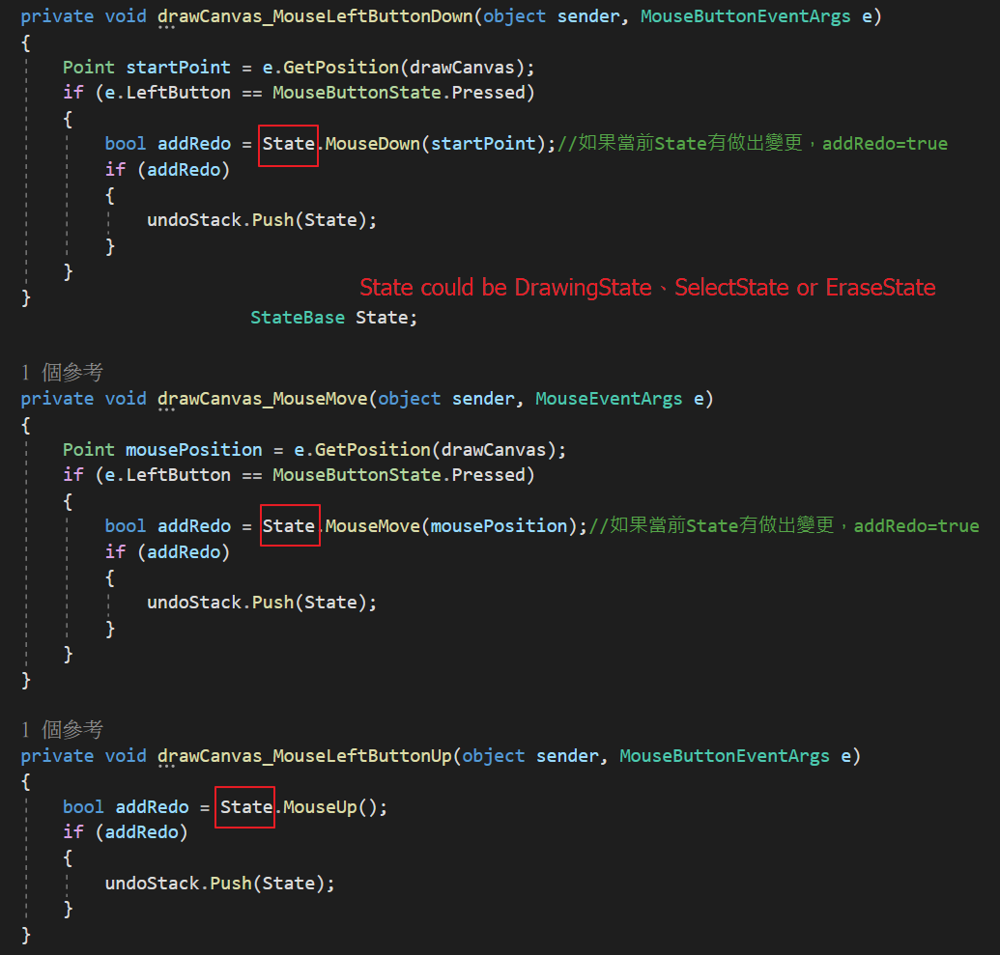 private void drawCanvas_MouseLeftButtonDown(object sender, MouseButtonEventArgs e)
{
Point startPoint = e.GetPosition(drawCanvas);
if (e.LeftButton == MouseButtonState.Pressed)
{
bool addRedo = State.MouseDown(startPoint);//如果當前State有做出變更，addRedo=true
if (addRedo)
{
undoStack.Push(State);
}
}
}
State could be DrawingState、SelectState or EraseState
StateBase State;
1 個參考
private void drawCanvas_MouseMove(object sender, MouseEventArgs e)
{
Point mousePosition = e.GetPosition(drawCanvas);
if (e.LeftButton == MouseButtonState.Pressed)
{
bool addRedo = State.MouseMove(mousePosition);//如果當前State有做出變更，addRedo=true
if (addRedo)
{
undoStack.Push(State);
}
}
}
1 個參考
private void drawCanvas_MouseLeftButtonUp(object sender, MouseButtonEventArgs e)
{
bool addRedo = State.MouseUp();
if (addRedo)
{
undoStack.Push(State);
}
}